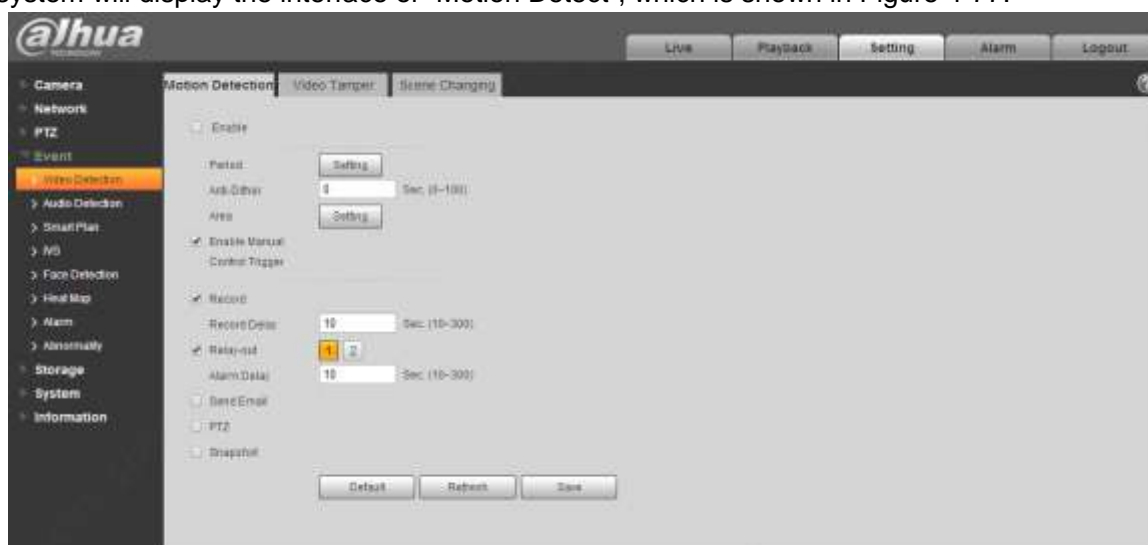 system will display the interface of "Motion Detect", which is shown in Figure 4-77.
alhua
TECHNOLOGY
Live
Playback
Setting
Alarm
Logout
Camera
Network
PTZ
Event
Video Detection
Audio Detection
Smart Plan
IVS
Face Detection
Heat Map
Alarm
Abnormality
Storage
System
Information
Motion Detection
Video Tamper
Scene Changing
Enable
Period
Setting
Anti-Dither
0
Sec. (0~100)
Area
Setting
Enable Manual
Control Trigger
Record
Record Delay
10
Sec. (10~300)
Relay-out
1
2
Alarm Delay
10
Sec. (10~300)
Send Email
PTZ
Snapshot
Default
Refresh
Save